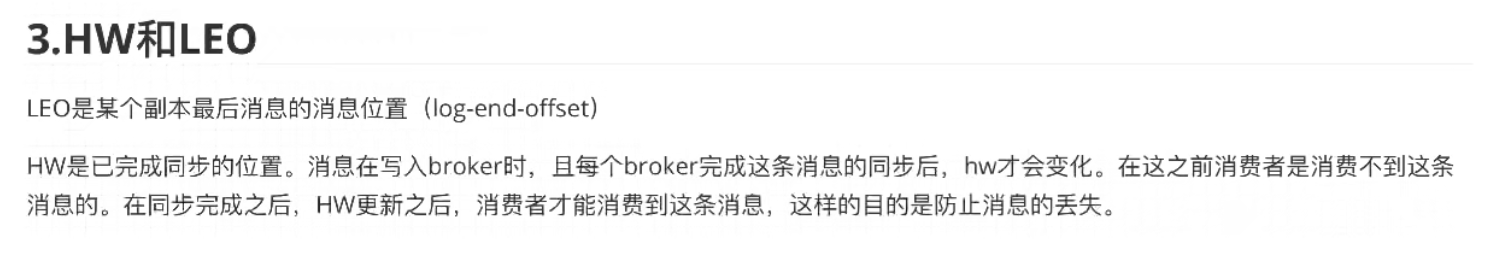 3.HW和LEO
LEO是某个副本最后消息的消息位置（log-end-offset）
HW是已完成同步的位置。消息在写入broker时，且每个broker完成这条消息的同步后，hw才会变化。在这之前消费者是消费不到这条
消息的。在同步完成之后，HW更新之后，消费者才能消费到这条消息，这样的目的是防止消息的丢失。